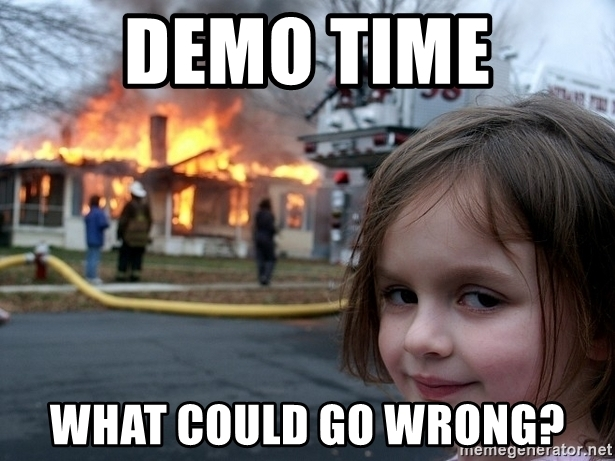 DEMO TIME
WHAT COULD GO WRONG?
memegenerator.net